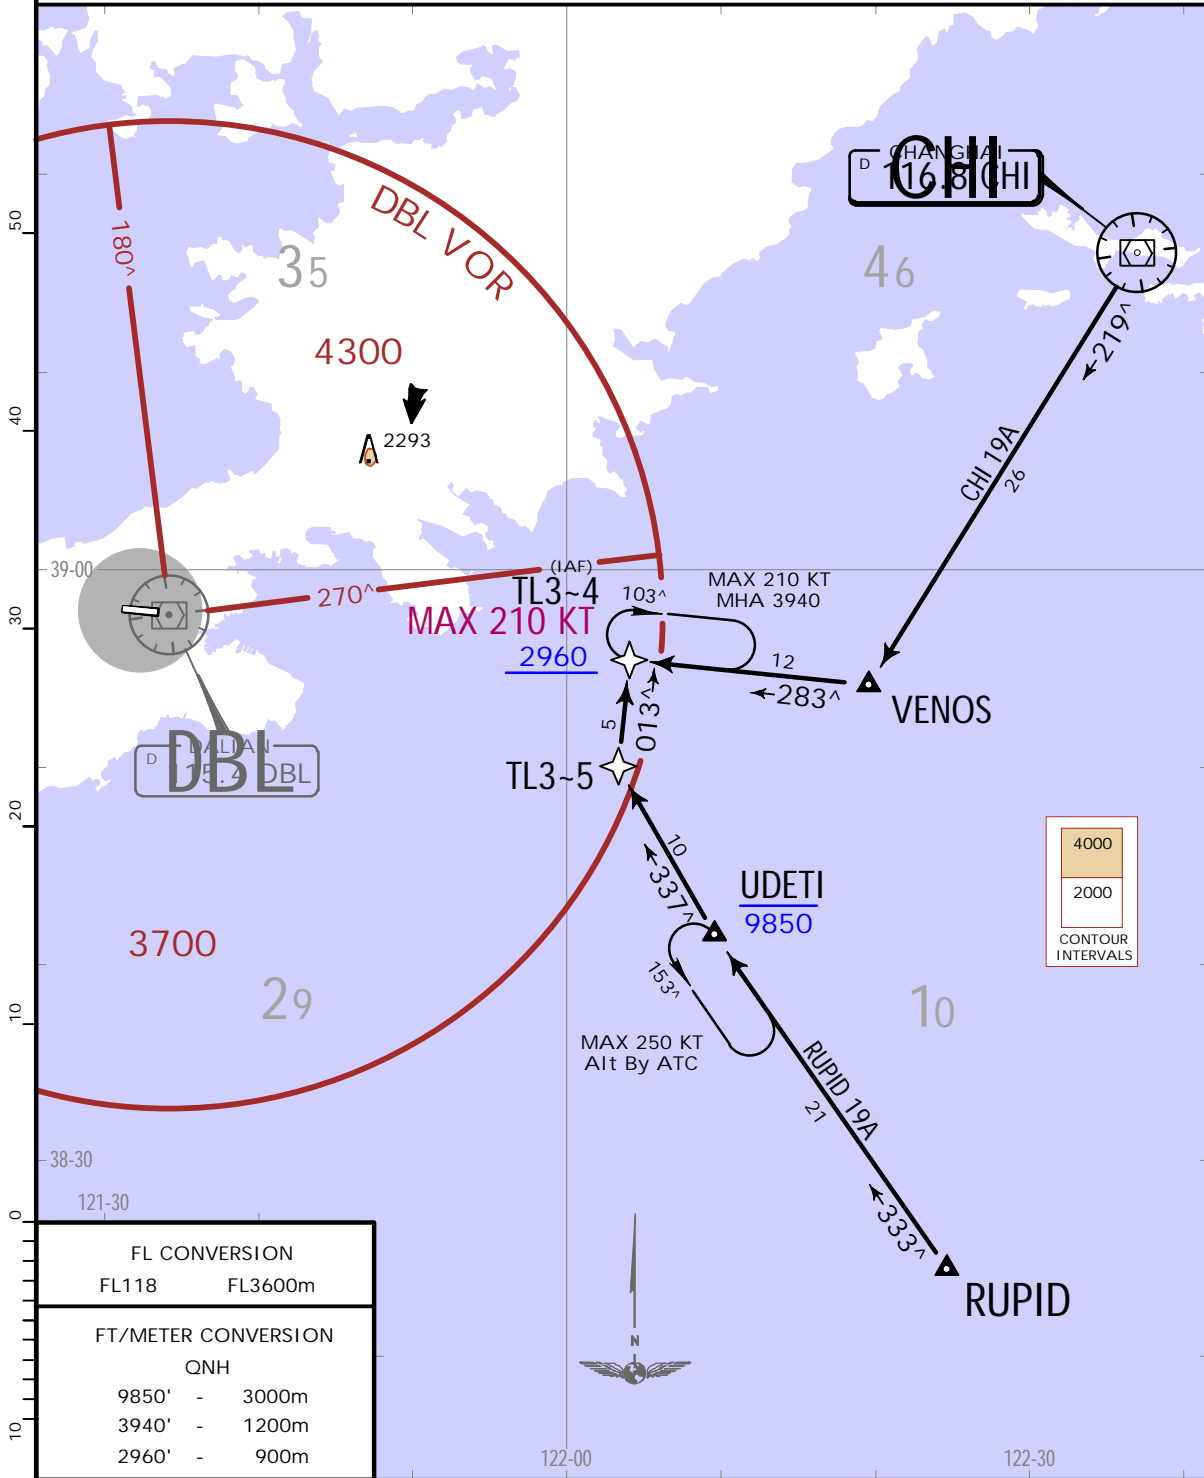 CHANGHAI
D 116.8 CHI
CHI
50
DBL VOR
180^
35
46
219^
4300
2293
40
CHI 19A
26
39-00
(IAF)
TL3~4
103^
MAX 210 KT
MHA 3940
270^
MAX 210 KT
2960
30
12
283^
VENOS
5
013^
DALIAN
D 115.4 DBL
DBL
TL3~5
20
10
337^
UDETI
9850
4000
2000
CONTOUR
INTERVALS
3700
29
153^
10
10
MAX 250 KT
Alt By ATC
RUPID 19A
21
38-30
121-30
333^
0
RUPID
FL CONVERSION
FL118 FL3600m
FT/METER CONVERSION
QNH
9850' - 3000m
3940' - 1200m
2960' - 900m
N
10
122-00
122-30